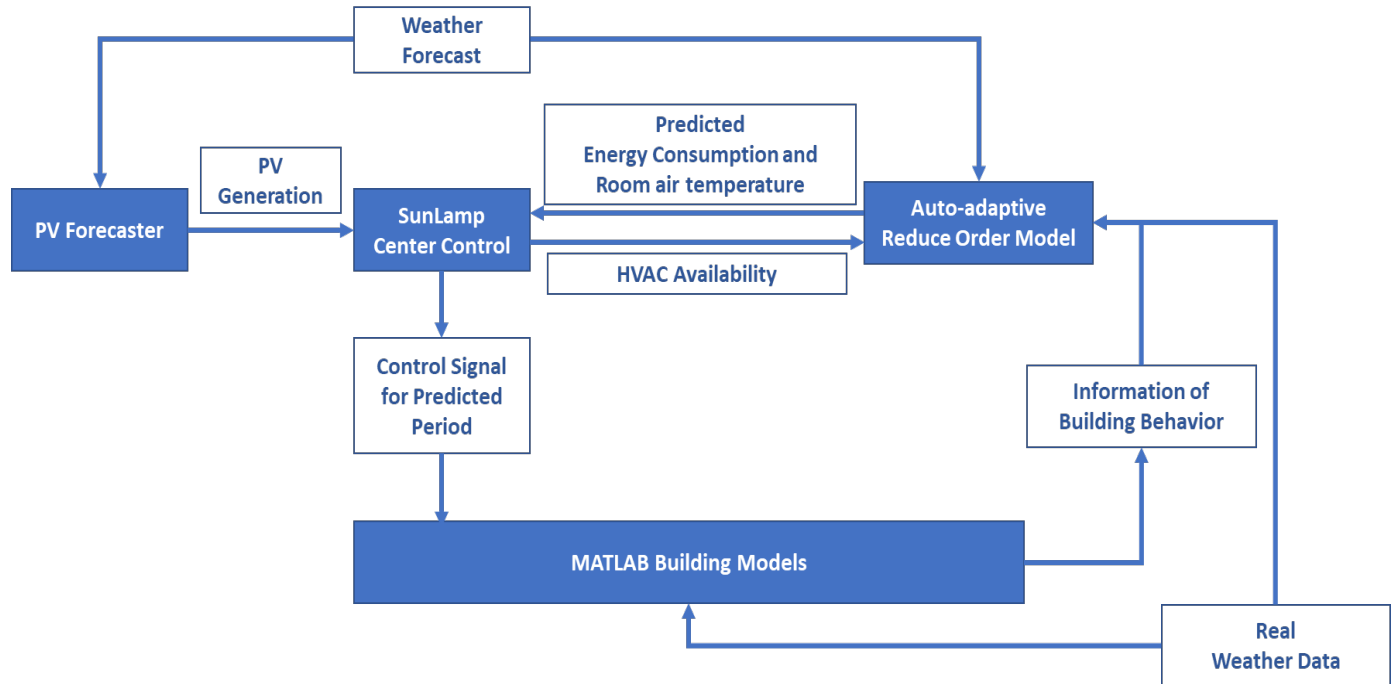 Weather
Forecast
Predicted
Energy Consumption and
Room air temperature
PV
Generation
PV Forecaster
SunLamp
Center Control
Auto-adaptive
Reduce Order Model
HVAC Availability
Control Signal
for Predicted
Period
Information of
Building Behavior
MATLAB Building Models
Real
Weather Data